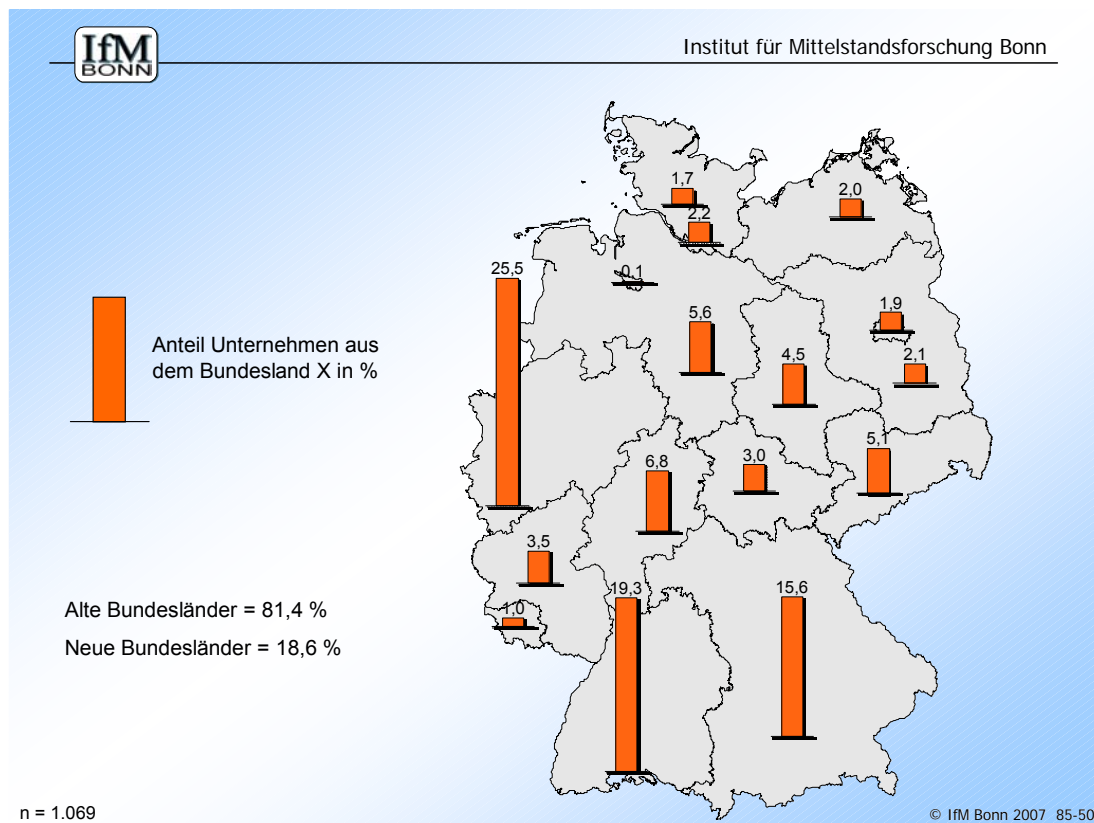 IfM
BONN
Institut für Mittelstandsforschung Bonn
1,7
2,0
2,2
25,5
0,1
1,9
5,6
Anteil Unternehmen aus
dem Bundesland X in %
4,5
2,1
5,1
6,8
3,0
3,5
19,3
15,6
Alte Bundesländer = 81,4 %
1,0
Neue Bundesländer = 18,6 %
n = 1.069
© IfM Bonn 2007 85-50